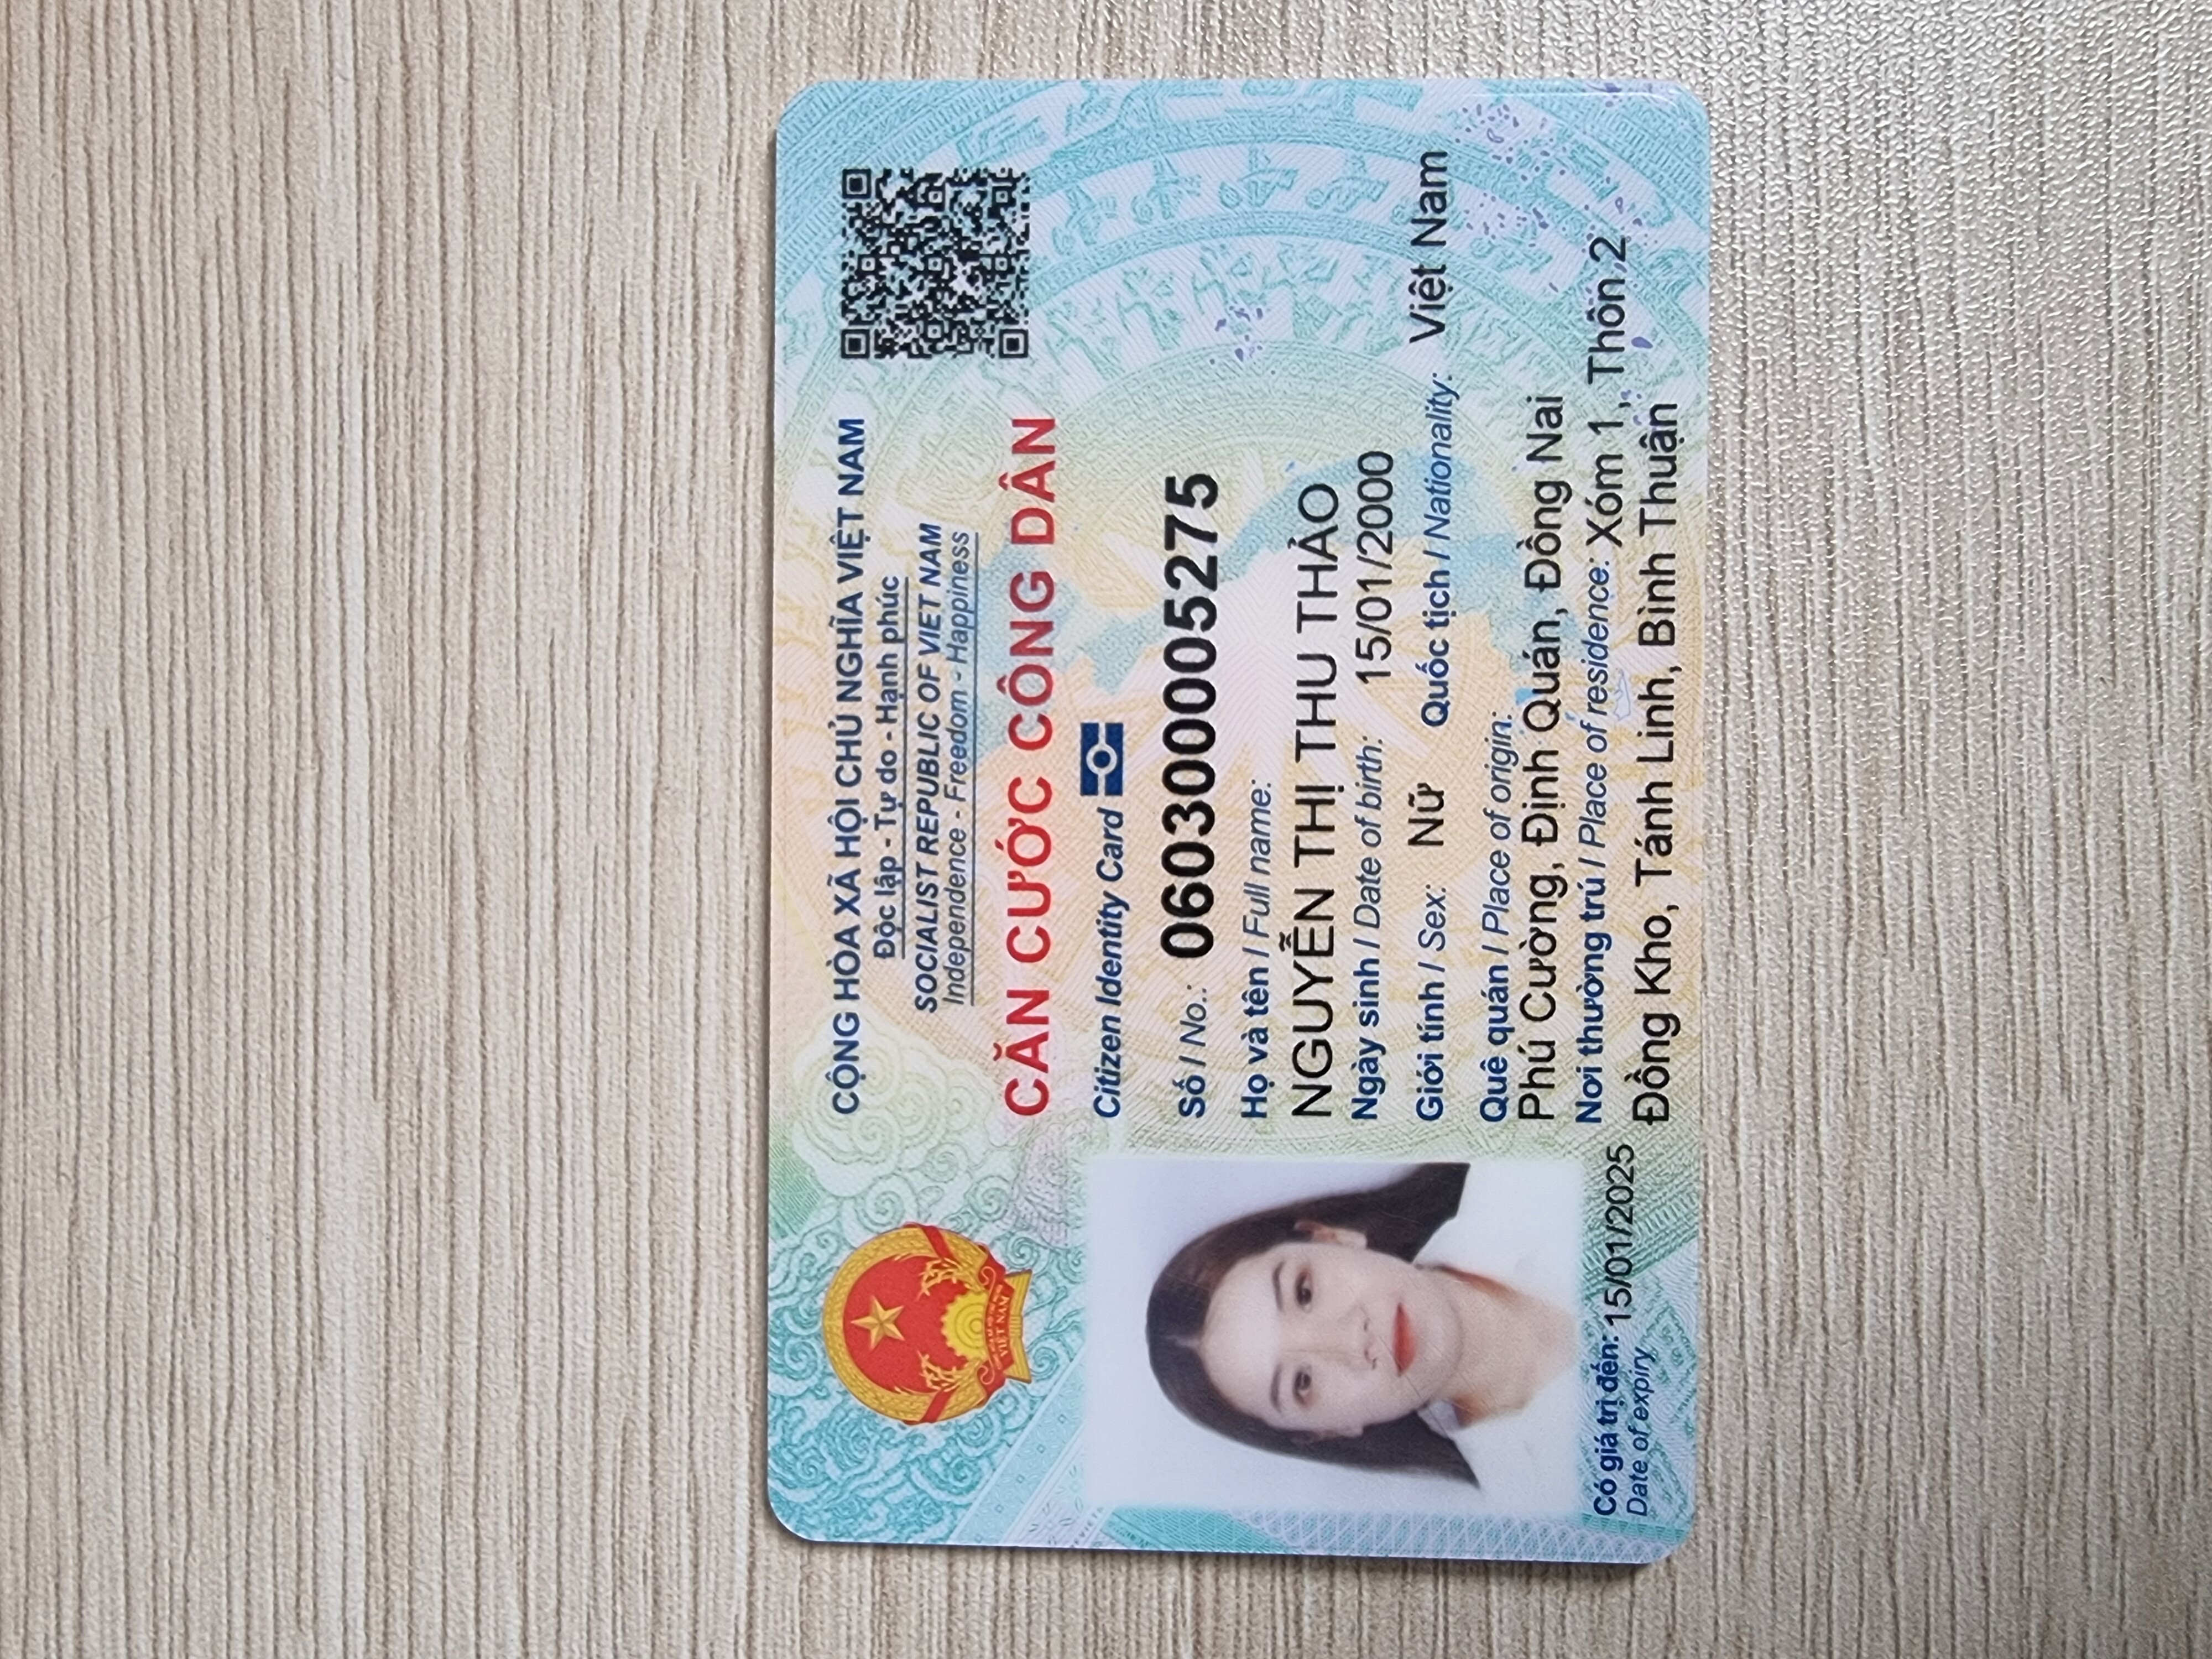 CỘNG HÒA XÃ HỘI CHỦ NGHĨA VIỆT NAM
Độc lập - Tự do - Hạnh phúc
SOCIALIST REPUBLIC OF VIET NAM
Independence - Freedom - Happiness
CĂN CƯỚC CÔNG DÂN
Citizen Identity Card
Số / No.: 060300005275
Họ và tên / Full name:
NGUYỄN THỊ THU THẢO
Ngày sinh / Date of birth: 15/01/2000
Giới tính / Sex: Nữ Quốc tịch / Nationality: Việt Nam
Quê quán / Place of origin:
Phú Cường, Định Quán, Đồng Nai
Nơi thường trú / Place of residence: Xóm 1, Thôn 2
Đồng Kho, Tánh Linh, Bình Thuận
Có giá trị đến: 15/01/2025
Date of expiry
VIỆT NAM